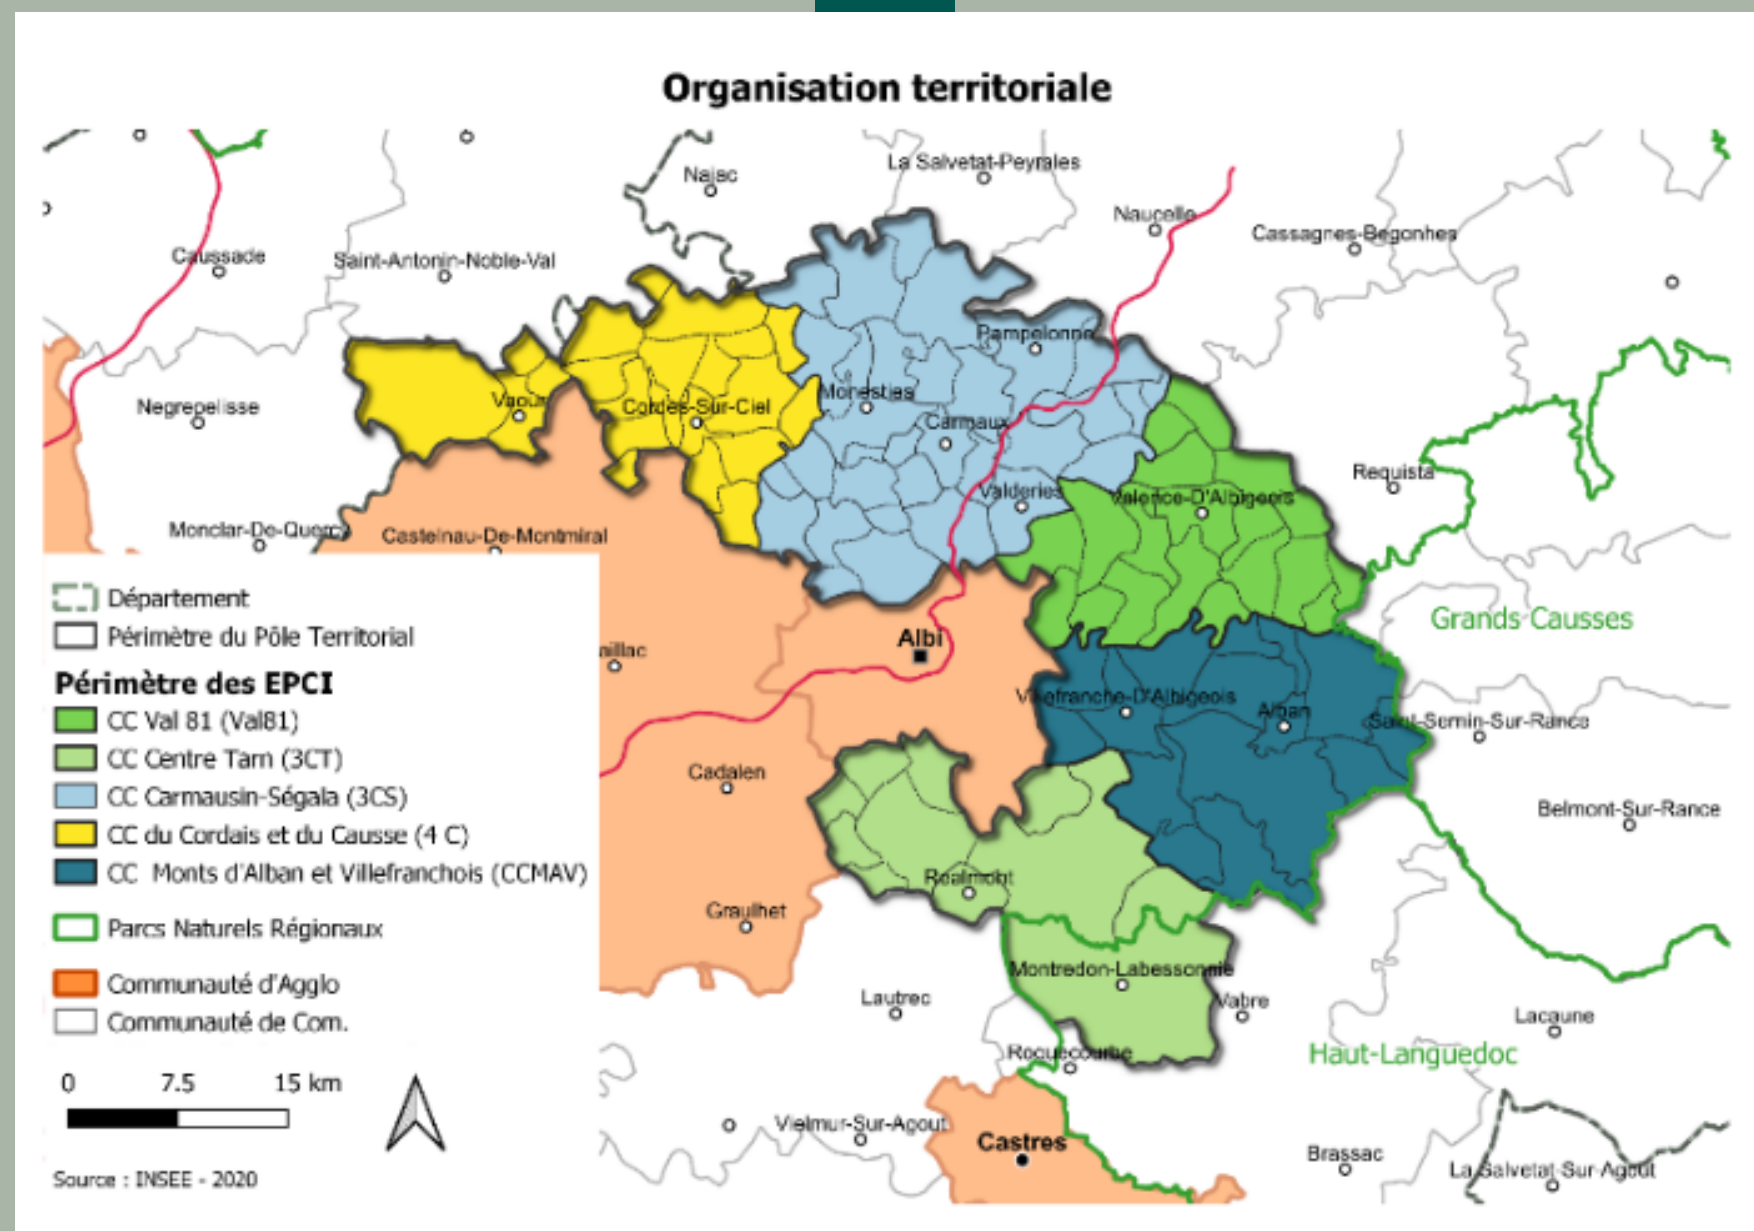 Organisation territoriale
Najac
La Salvetat-Peyrales
Naucelle
Cassagnes-Begonhes
Caussade
Saint-Antonin-Noble-Val
Pampelonne
Monesties
Negrepelisse
Vaour
Cordes-Sur-Ciel
Carmaux
Requista
Valderies
Valence-D'Albigeois
Monclar-De-Quercy
Castelnau-De-Montmiral
Département
Périmètre du Pôle Territorial
Périmètre des EPCI
CC Val 81 (Val81)
CC Centre Tarn (3CT)
CC Carmausin-Ségala (3CS)
CC du Cordais et du Causse (4 C)
CC Monts d'Alban et Villefranchois (CCMAV)
Parcs Naturels Régionaux
Communauté d'Agglo
Communauté de Com.
0 7.5 15 km
Source : INSEE - 2020
aillac
Albi
Grands Causses
Villefranche-D'Albigeois
Alban
Saint-Sernin-Sur-Rance
Cadalen
Belmont-Sur-Rance
Realmont
Graulhet
Montredon-Labessonnie
Lautrec
Vabre
Lacaune
Roquecourbe
Haut-Languedoc
Vielmur-Sur-Agout
Castres
Brassac
La Salvetat-Sur-Agout